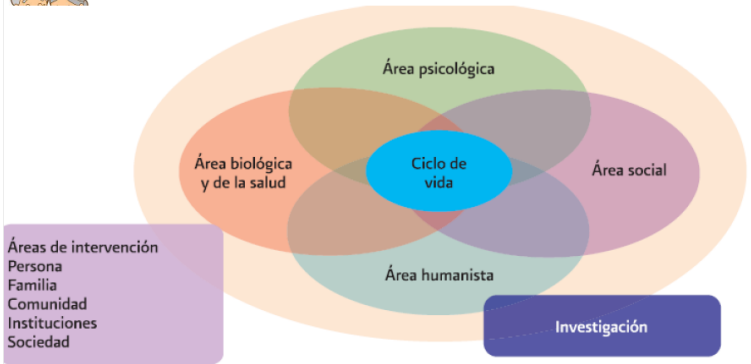 Área psicológica
Área biológica
y de la salud
Ciclo de
vida
Área social
Área humanista
Áreas de intervención
Persona
Familia
Comunidad
Instituciones
Sociedad
Investigación